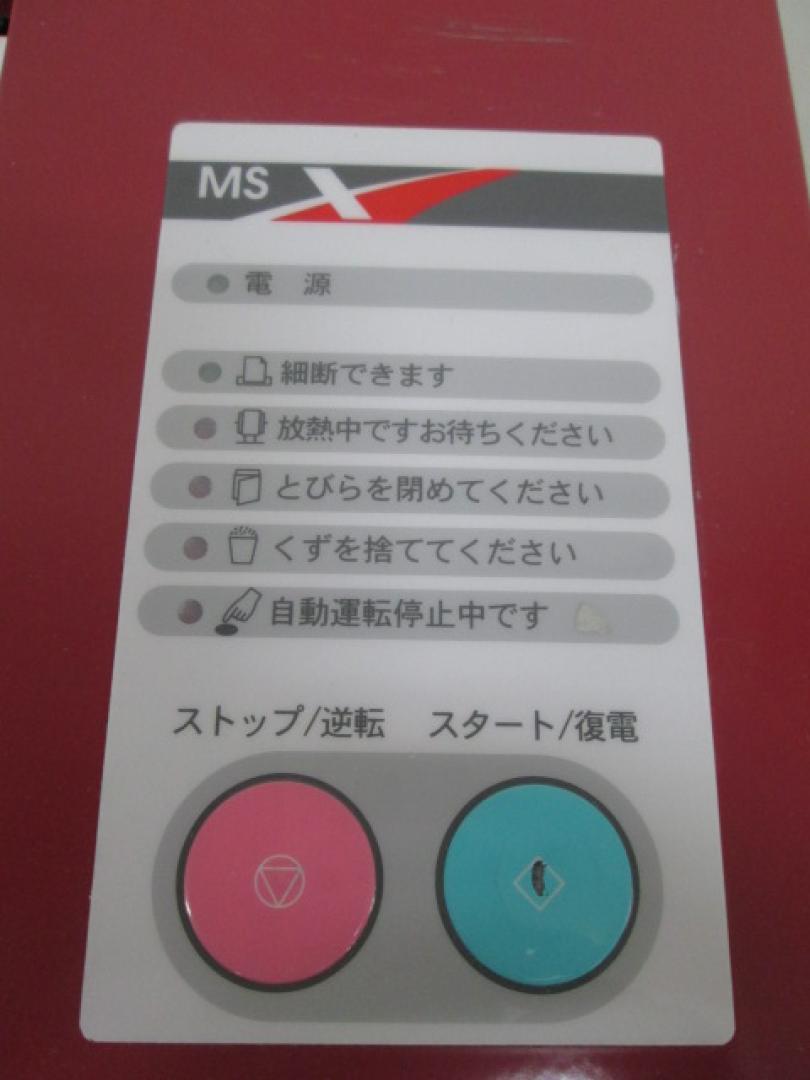 MS X
電 源
細断できます
放熱中ですお待ちください
とびらを閉めてください
くずを捨ててください
自動運転停止中です
ストップ/逆転 スタート/復電